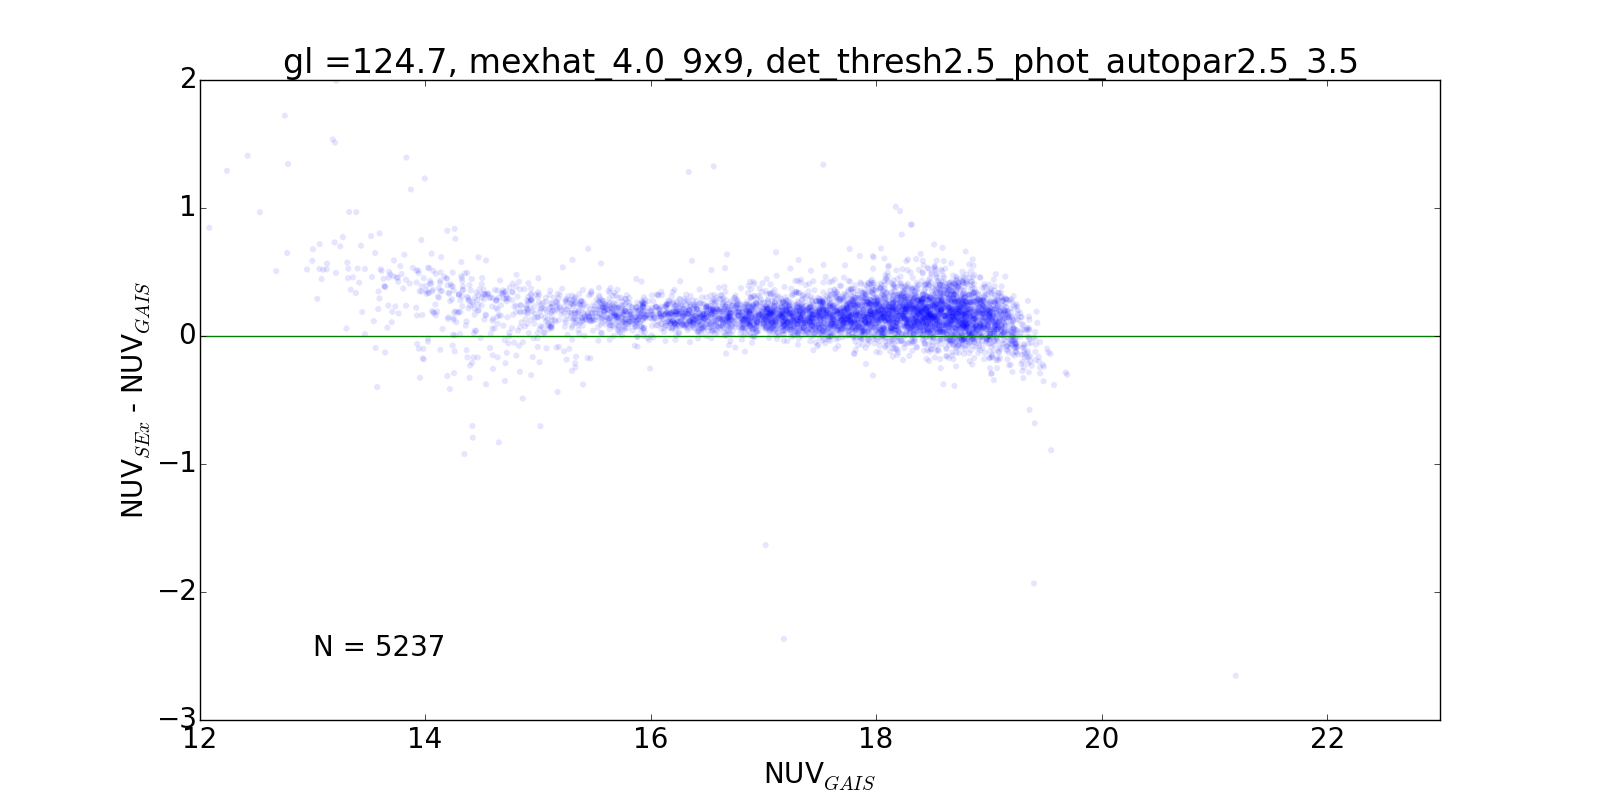 gl =124.7, mexhat_4.0_9x9, det_thresh2.5_phot_autopar2.5_3.5
2
1
0
−1
−2
−3
NUV_SEx - NUV_GAIS
N = 5237
12 14 16 18 20 22
NUV_GAIS